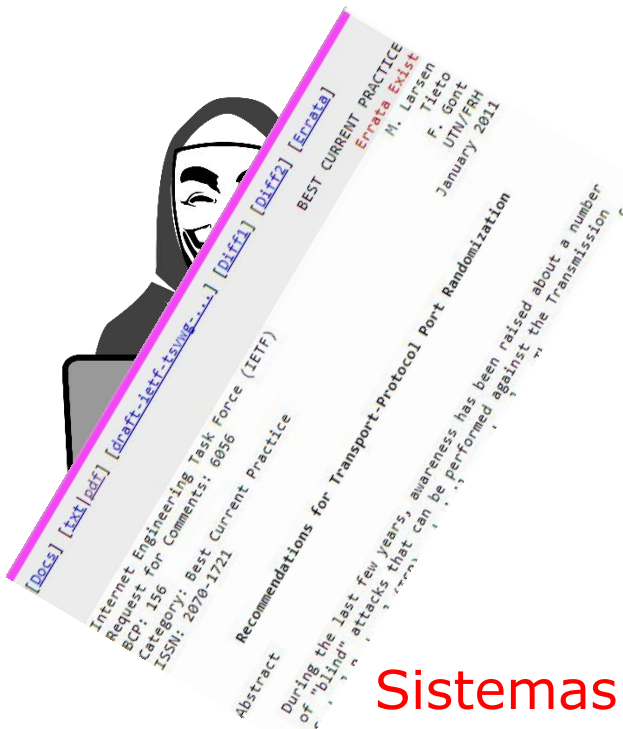 [Docs] [txt|pdf] [draft-ietf-tsvwg-...] [Diff1] [Diff2] [Errata]
BEST CURRENT PRACTICE
Errata Exist
Internet Engineering Task Force (IETF)
M. Larsen
Request for Comments: 6056
Tieto
BCP: 156
F. Gont
Category: Best Current Practice
UTN/FRH
ISSN: 2070-1721
January 2011
Recommendations for Transport-Protocol Port Randomization
Abstract
During the last few years, awareness has been raised about a number
of "blind" attacks that can be performed against the Transmission
Sistemas